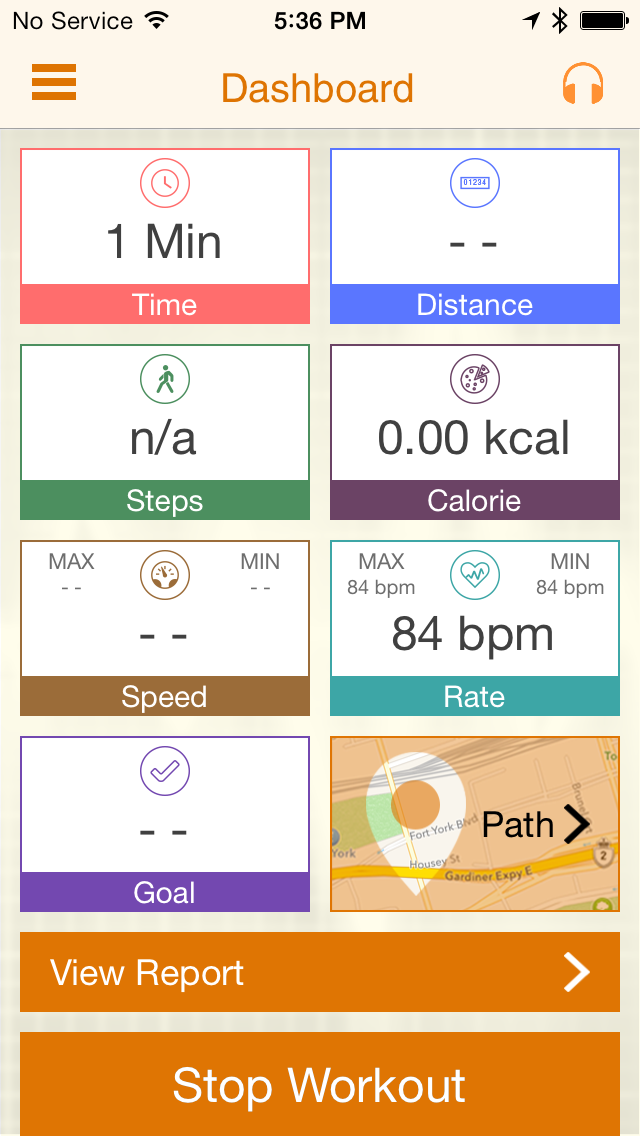 No Service 5:36 PM
Dashboard
01234
1 Min
- -
Time
Distance
n/a
0.00 kcal
Steps
Calorie
MAX
MIN
- -
- -
- -
Speed
MAX
MIN
84 bpm
84 bpm
84 bpm
Rate
- -
Goal
To
Brunel
Fort York Blvd
York
Housey St
Gardiner Expy E
2
Path
View Report
Stop Workout